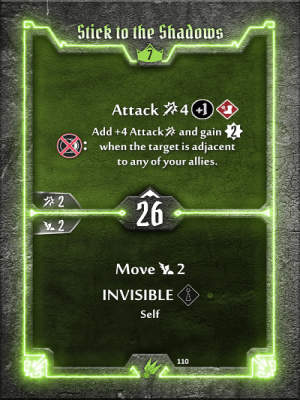 Stick to the Shadows
7
Attack 4 +1
Add +4 Attack and gain 2
: when the target is adjacent
to any of your allies.
2
26
2
Move 2
INVISIBLE
Self
110